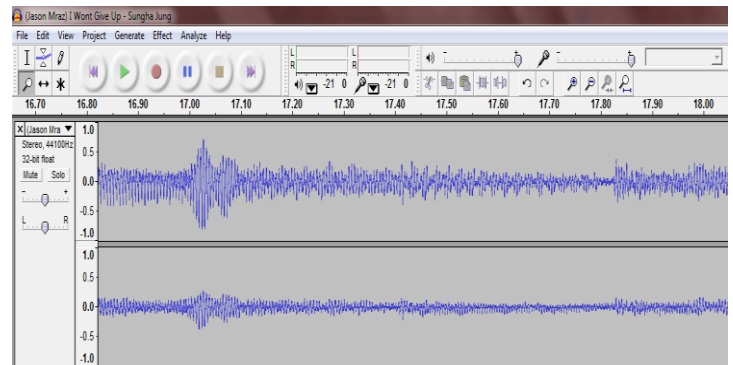 (Jason Mraz) I Wont Give Up - Sungha Jung
File Edit View Project Generate Effect Analyze Help
L L
R R
-21 0 -21 0
16.70 16.80 16.90 17.00 17.10 17.20 17.30 17.40 17.50 17.60 17.70 17.80 17.90 18.00
X (Jason Mra
Stereo, 44100Hz
32-bit float
Mute Solo
- +
L R
1.0
0.5
0.0
-0.5
-1.0
1.0
0.5
0.0
-0.5
-1.0